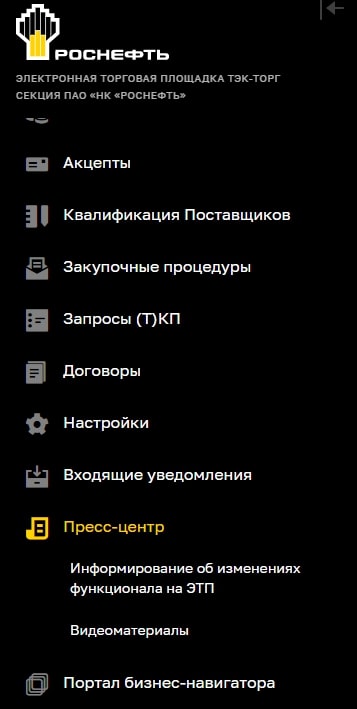 РОСНЕФТЬ
ЭЛЕКТРОННАЯ ТОРГОВАЯ ПЛОЩАДКА ТЭК-ТОРГ
СЕКЦИЯ ПАО «НК «РОСНЕФТЬ»
Акцепты
Квалификация Поставщиков
Закупочные процедуры
Запросы (Т)КП
Договоры
Настройки
Входящие уведомления
Пресс-центр
Информирование об изменениях
функционала на ЭТП
Видеоматериалы
Портал бизнес-навигатора